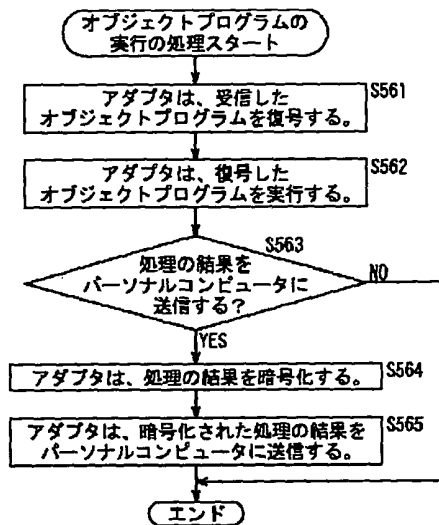 オブジェクトプログラムの
実行の処理スタート
S561
アダプタは、受信した
オブジェクトプログラムを復号する。
S562
アダプタは、復号した
オブジェクトプログラムを実行する。
S563
処理の結果を
パーソナルコンピュータに
送信する?
NO
YES
アダプタは、処理の結果を暗号化する。
S564
アダプタは、暗号化された処理の結果を
パーソナルコンピュータに送信する。
S565
エンド